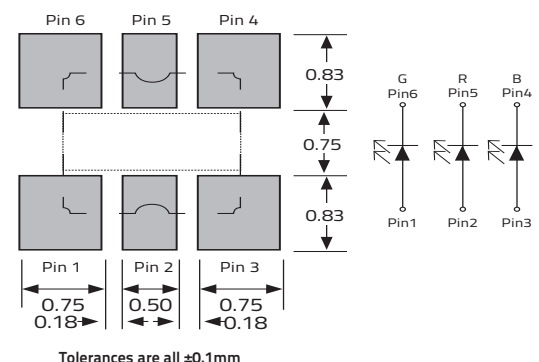 Pin 6 Pin 5 Pin 4
0.83
0.75
0.83
Pin 1 Pin 2 Pin 3
0.75 0.50 0.75
0.18 0.18
Tolerances are all ±0.1mm
G R B
Pin6 Pin5 Pin4
Pin1 Pin2 Pin3